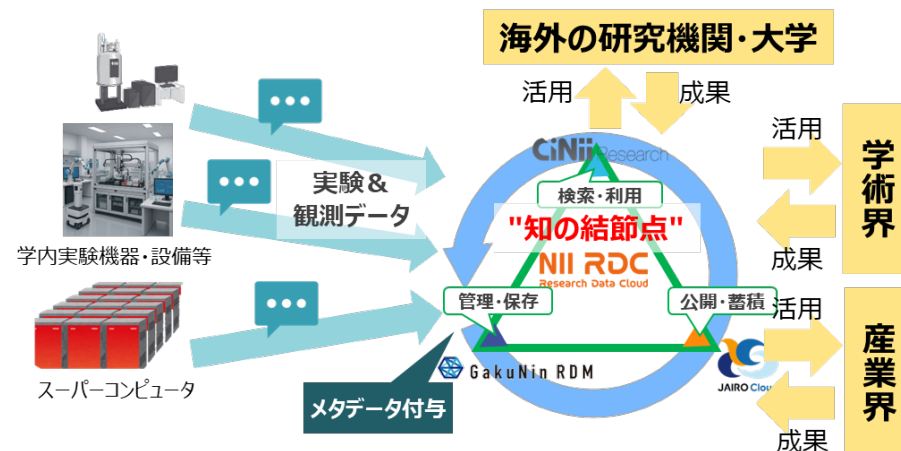 海外の研究機関・大学
活用
成果
CiNii Research
検索・利用
"知の結節点"
NII RDC
Research Data Cloud
管理・保存
公開・蓄積
実験＆
観測データ
学内実験機器・設備等
スーパーコンピュータ
メタデータ付与
GakuNin RDM
JAIRO Cloud
活用
学術界
成果
活用
産業界
成果